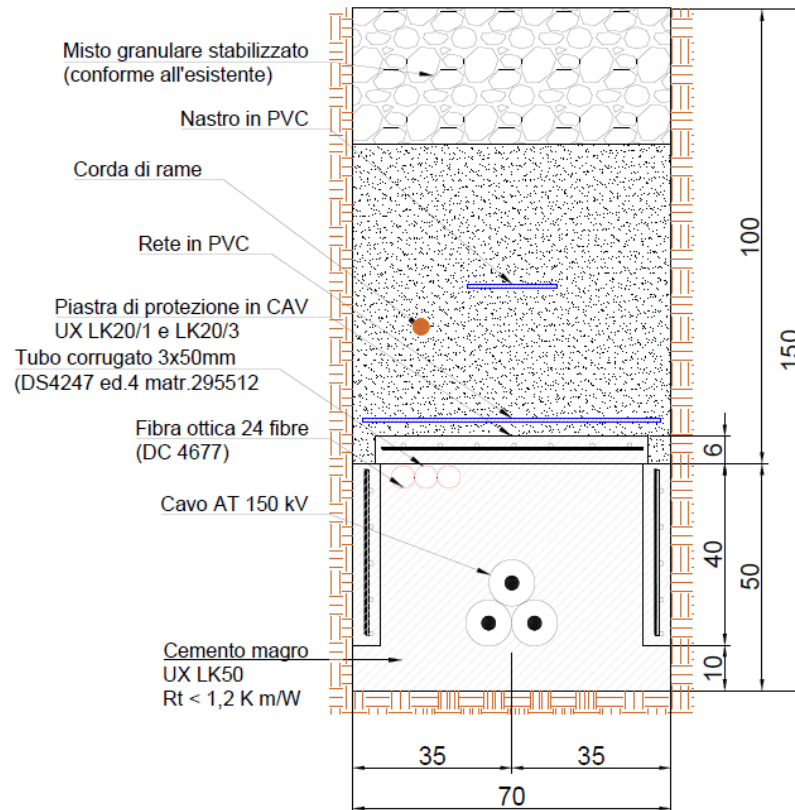 Misto granulare stabilizzato
(conforme all'esistente)
Nastro in PVC
Corda di rame
Rete in PVC
Piastra di protezione in CAV
UX LK20/1 e LK20/3
Tubo corrugato 3x50mm
(DS4247 ed.4 matr.295512
Fibra ottica 24 fibre
(DC 4677)
Cavo AT 150 kV
Cemento magro
UX LK50
Rt < 1,2 K m/W
100
150
6
40
50
10
35
35
70